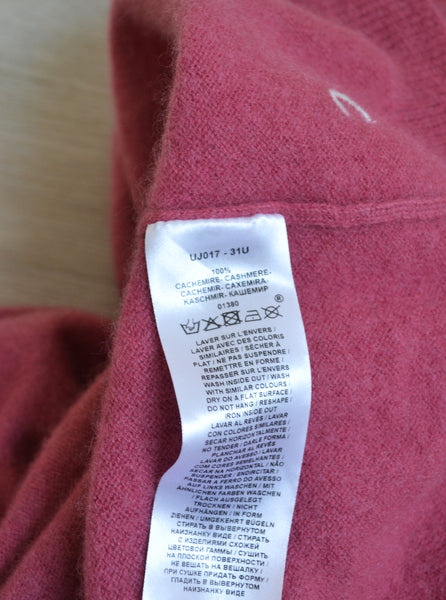 UJ017 - 31U
100%
CACHEMIRE- CASHMERE-
CACHEMIR- CAXEMIRA-
KASCHMIR- КАШЕМИР
01380
®
LAVER SUR L'ENVERS /
LAVER AVEC DES COLORIS
SIMILAIRES / SÉCHER À
PLAT / NE PAS SUSPENDRE /
REMETTRE EN FORME /
REPASSER SUR L'ENVERS
WASH INSIDE OUT / WASH
WITH SIMILAR COLOURS /
DRY ON A FLAT SURFACE /
DO NOT HANG / RESHAPE /
IRON INSIDE OUT
LAVAR AL REVÉS / LAVAR
CON COLORES SIMILARES /
SECAR HORIZONTALMENTE /
NO TENDER / DARLE FORMA /
PLANCHAR AL REVÉS
LAVAR DO AVESSO / LAVAR
COM CORES SEMELHANTES /
SECAR NA HORIZONTAL / NÃO
SUSPENDER / ENDIREITAR /
PASSAR A FERRO DO AVESSO
AUF LINKS WASCHEN / MIT
ÄHNLICHEN FARBEN WASCHEN
/ FLACH AUSGELEGT
TROCKNEN / NICHT
AUFHÄNGEN / IN FORM
ZIEHEN / UMGEKEHRT BÜGELN
СТИРАТЬ В ВЫВЕРНУТОМ
НАИЗНАНКУ ВИДЕ / СТИРАТЬ
С ИЗДЕЛИЯМИ СХОЖЕЙ
ЦВЕТОВОЙ ГАММЫ / СУШИТЬ
НА ПЛОСКОЙ ПОВЕРХНОСТИ /
НЕ ВЕШАТЬ НА ВЕШАЛКУ /
ПРИ СУШКЕ ПРИДАТЬ ФОРМУ /
ГЛАДИТЬ В ВЫВЕРНУТОМ
НАИЗНАНКУ ВИДЕ